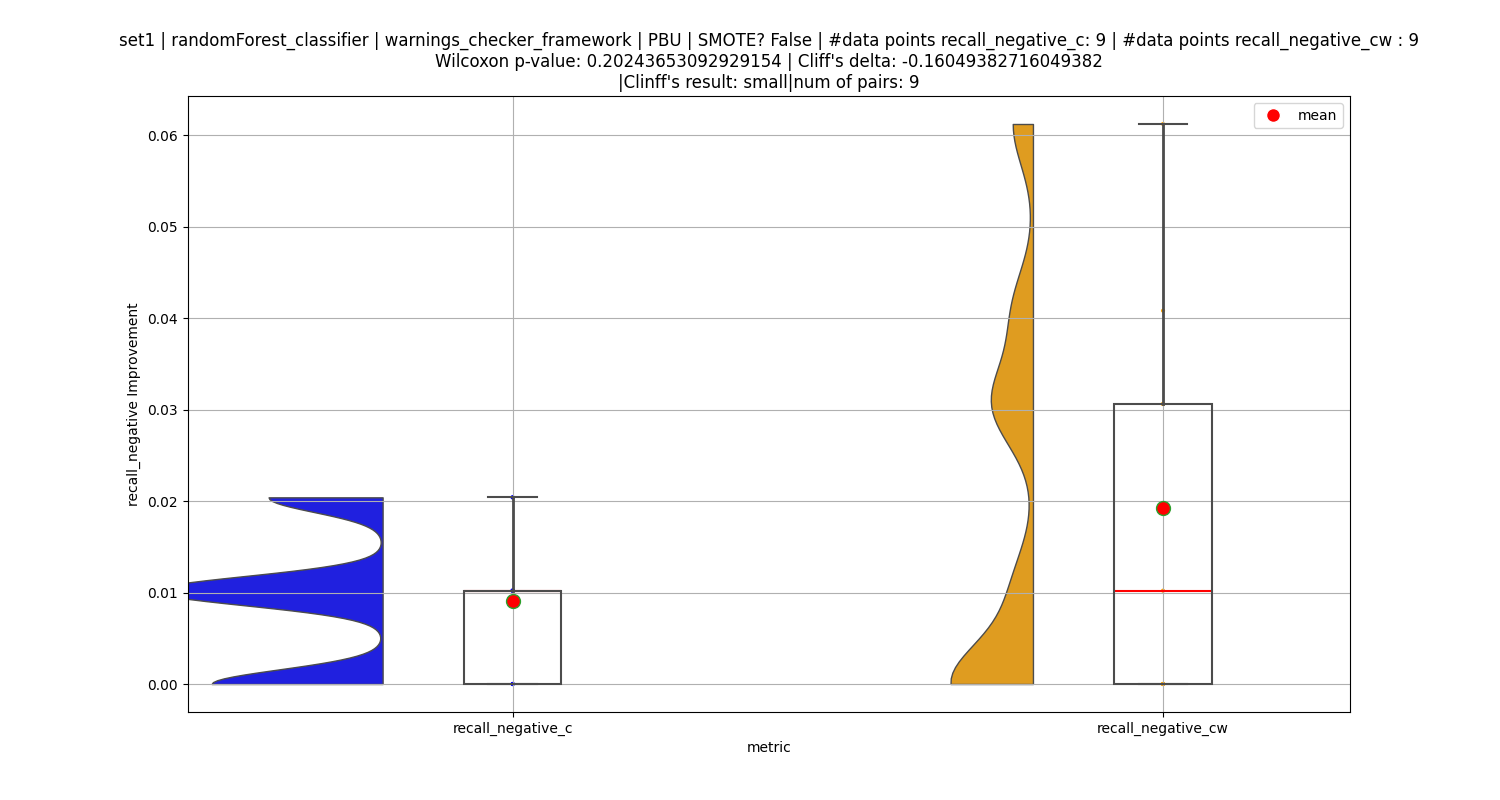 set1 | randomForest_classifier | warnings_checker_framework | PBU | SMOTE? False | #data points recall_negative_c: 9 | #data points recall_negative_cw : 9
Wilcoxon p-value: 0.20243653092929154 | Cliff's delta: -0.16049382716049382
|Clinff's result: small|num of pairs: 9
mean
0.06
0.05
0.04
0.03
0.02
0.01
0.00
recall_negative Improvement
recall_negative_c
recall_negative_cw
metric